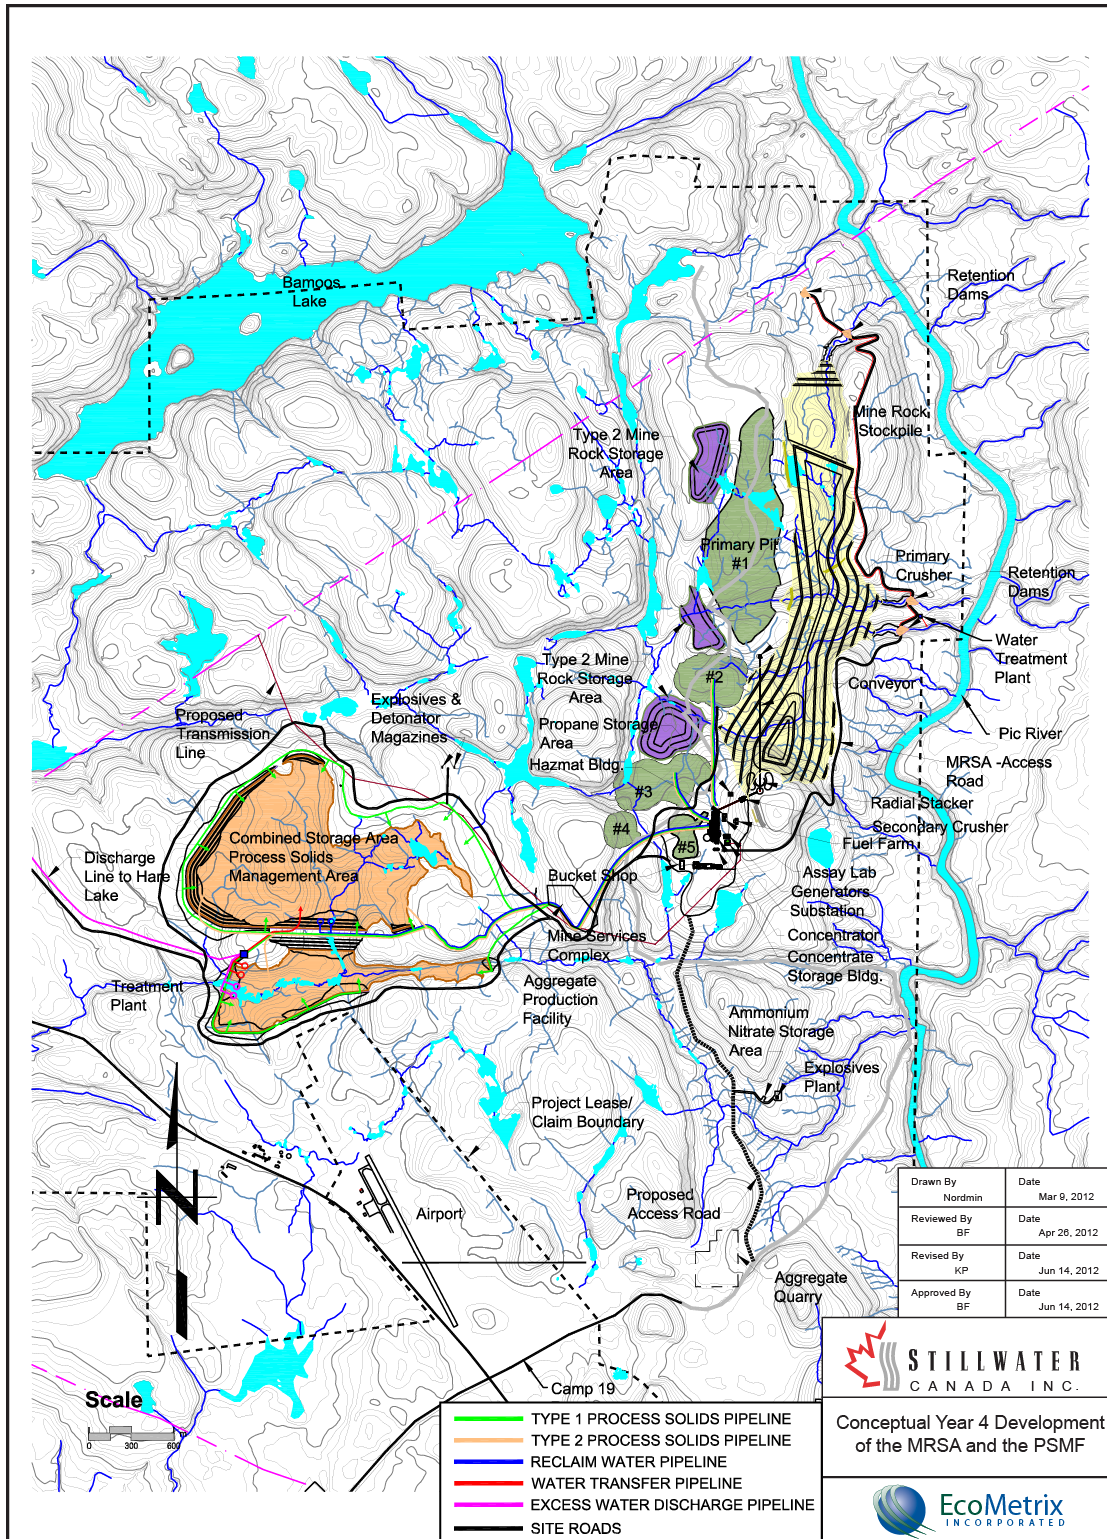 Bamoos
Lake
Retention
Dams
Mine Rock
Stockpile
Type 2 Mine
Rock Storage
Area
Primary Pit
#1
Primary
Crusher
Retention
Dams
Water
Treatment
Plant
Type 2 Mine
Rock Storage
Area
#2
Conveyor
Explosives &
Detonator
Magazines
Proposed
Transmission
Line
Propane Storage
Area
Hazmat Bldg.
Pic River
MRSA -Access
Road
#3
Radial Stacker
Secondary Crusher
Fuel Farm
#4
#5
Combined Storage Area
Process Solids
Management Area
Discharge
Line to Hare
Lake
Bucket Shop
Assay Lab
Generators
Substation
Mine Services
Complex
Concentrator
Concentrate
Storage Bldg.
Treatment
Plant
Aggregate
Production
Facility
Ammonium
Nitrate Storage
Area
Explosives
Plant
Project Lease/
Claim Boundary
N
Airport
Proposed
Access Road
Aggregate
Quarry
Camp 19
Scale
0 300 600 m
Drawn By
Nordmin
Date
Mar 9, 2012
Reviewed By
BF
Date
Apr 26, 2012
Revised By
KP
Date
Jun 14, 2012
Approved By
BF
Date
Jun 14, 2012
STILLWATER
CANADA INC.
TYPE 1 PROCESS SOLIDS PIPELINE
TYPE 2 PROCESS SOLIDS PIPELINE
RECLAIM WATER PIPELINE
WATER TRANSFER PIPELINE
EXCESS WATER DISCHARGE PIPELINE
SITE ROADS
Conceptual Year 4 Development
of the MRSA and the PSMF
EcoMetrix
INCORPORATED